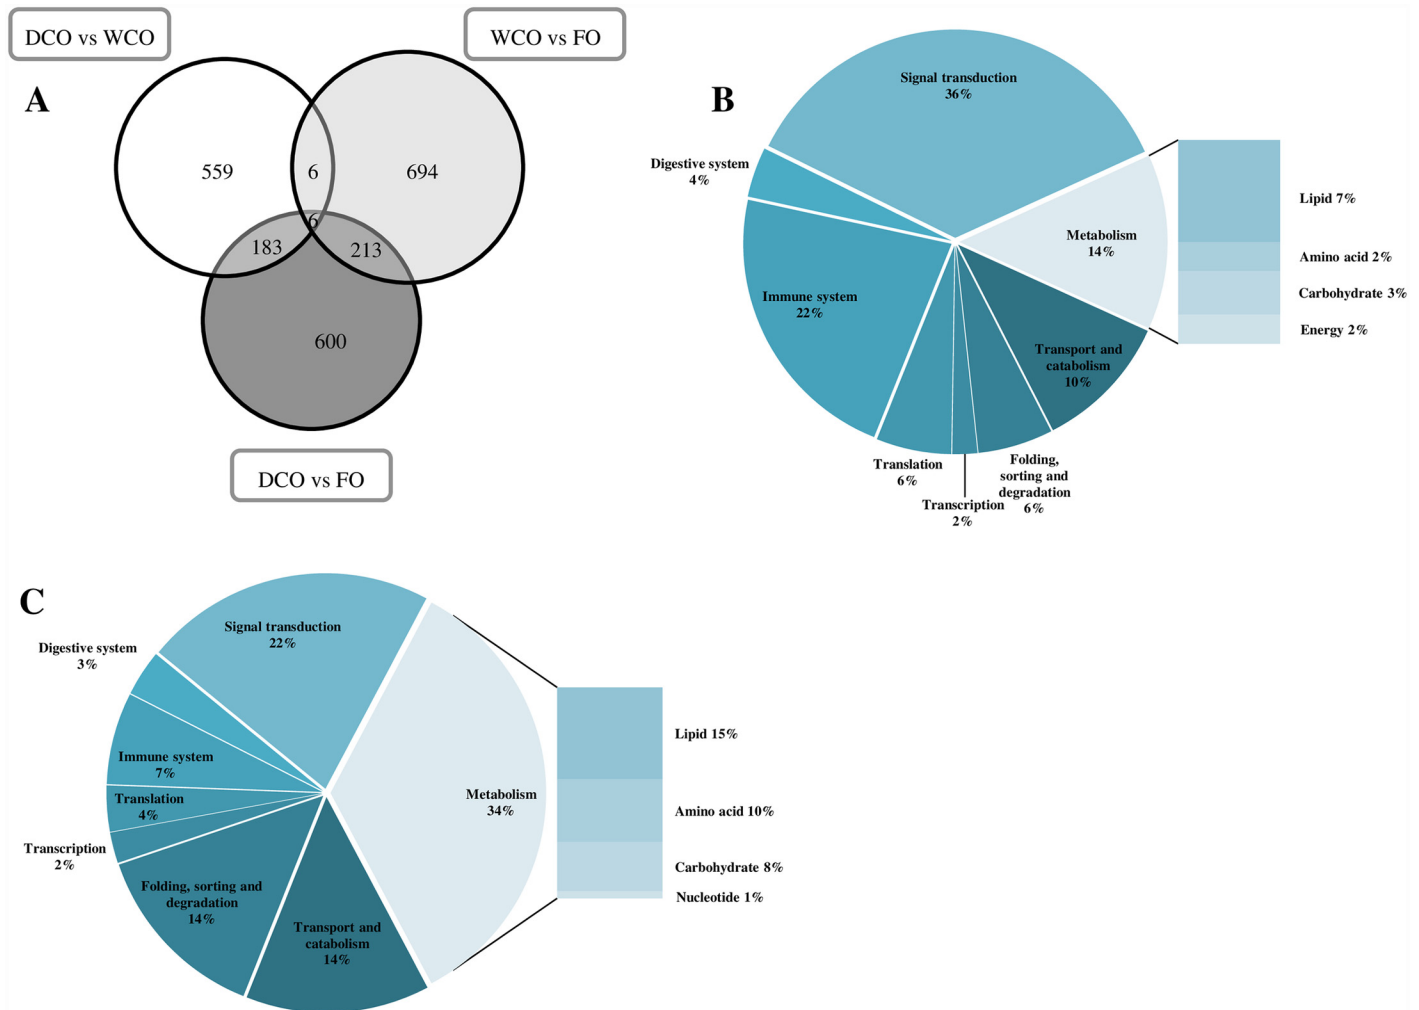 DCO vs WCO
WCO vs FO
A
559
6
694
6
183
213
600
DCO vs FO
B
Signal transduction
36%
Digestive system
4%
Metabolism
14%
Lipid 7%
Amino acid 2%
Carbohydrate 3%
Energy 2%
Immune system
22%
Transport and
catabolism
10%
Translation
6%
Transcription
2%
Folding,
sorting and
degradation
6%
C
Signal transduction
22%
Digestive system
3%
Immune system
7%
Translation
4%
Transcription
2%
Folding, sorting and
degradation
14%
Transport and
catabolism
14%
Metabolism
34%
Lipid 15%
Amino acid 10%
Carbohydrate 8%
Nucleotide 1%